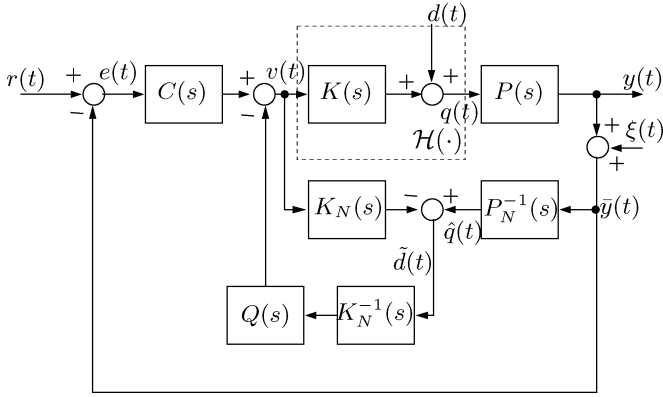 d(t)
r(t) + e(t) C(s) + v(t) K(s) + + q(t) P(s) y(t)
− − H(·) + ξ(t)
+
K_N(s) − + P_N^{-1}(s) ȳ(t)
q̂(t)
d̃(t)
Q(s) K_N^{-1}(s)